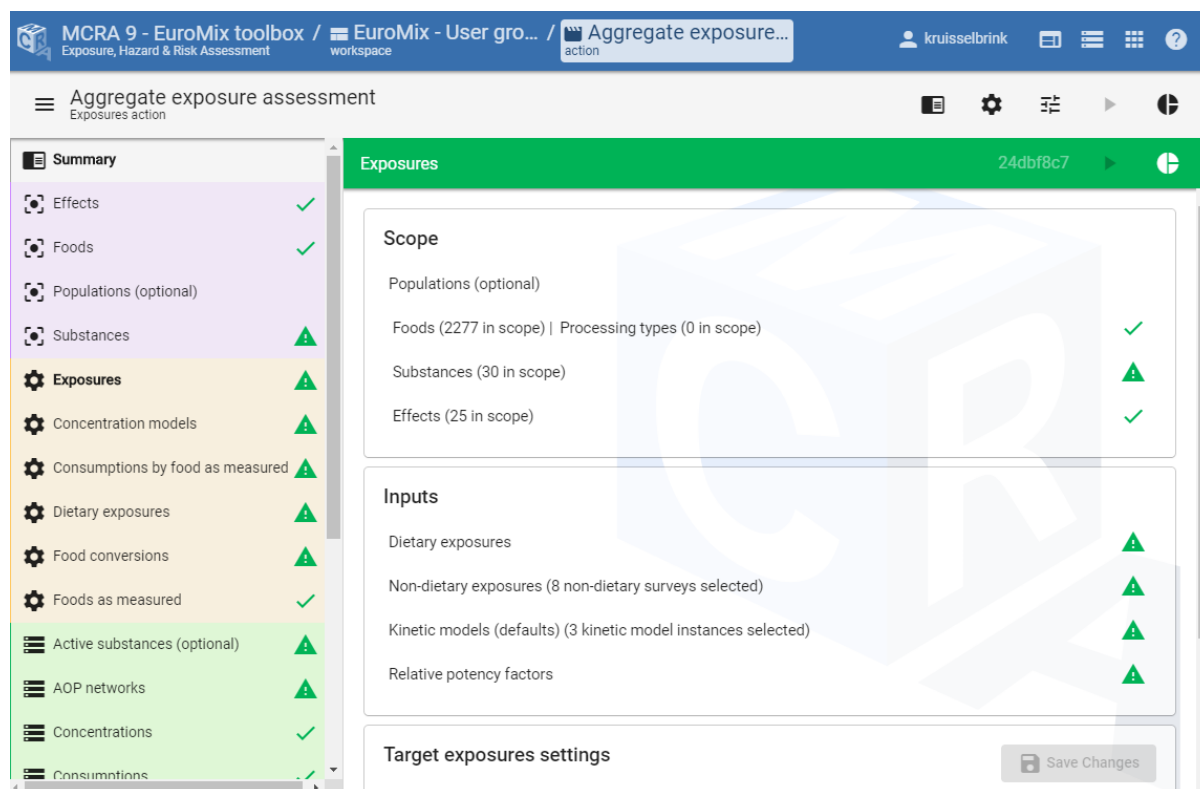 MCRA 9 - EuroMix toolbox / EuroMix - User gro... / Aggregate exposure...
Exposure, Hazard & Risk Assessment workspace action
kruisselbrink
Aggregate exposure assessment
Exposures action
Summary
Effects
Foods
Populations (optional)
Substances
Exposures
Concentration models
Consumptions by food as measured
Dietary exposures
Food conversions
Foods as measured
Active substances (optional)
AOP networks
Concentrations
Consumptions
Exposures 24dbf8c7
Scope
Populations (optional)
Foods (2277 in scope) | Processing types (0 in scope)
Substances (30 in scope)
Effects (25 in scope)
Inputs
Dietary exposures
Non-dietary exposures (8 non-dietary surveys selected)
Kinetic models (defaults) (3 kinetic model instances selected)
Relative potency factors
Target exposures settings
Save Changes
MCRA